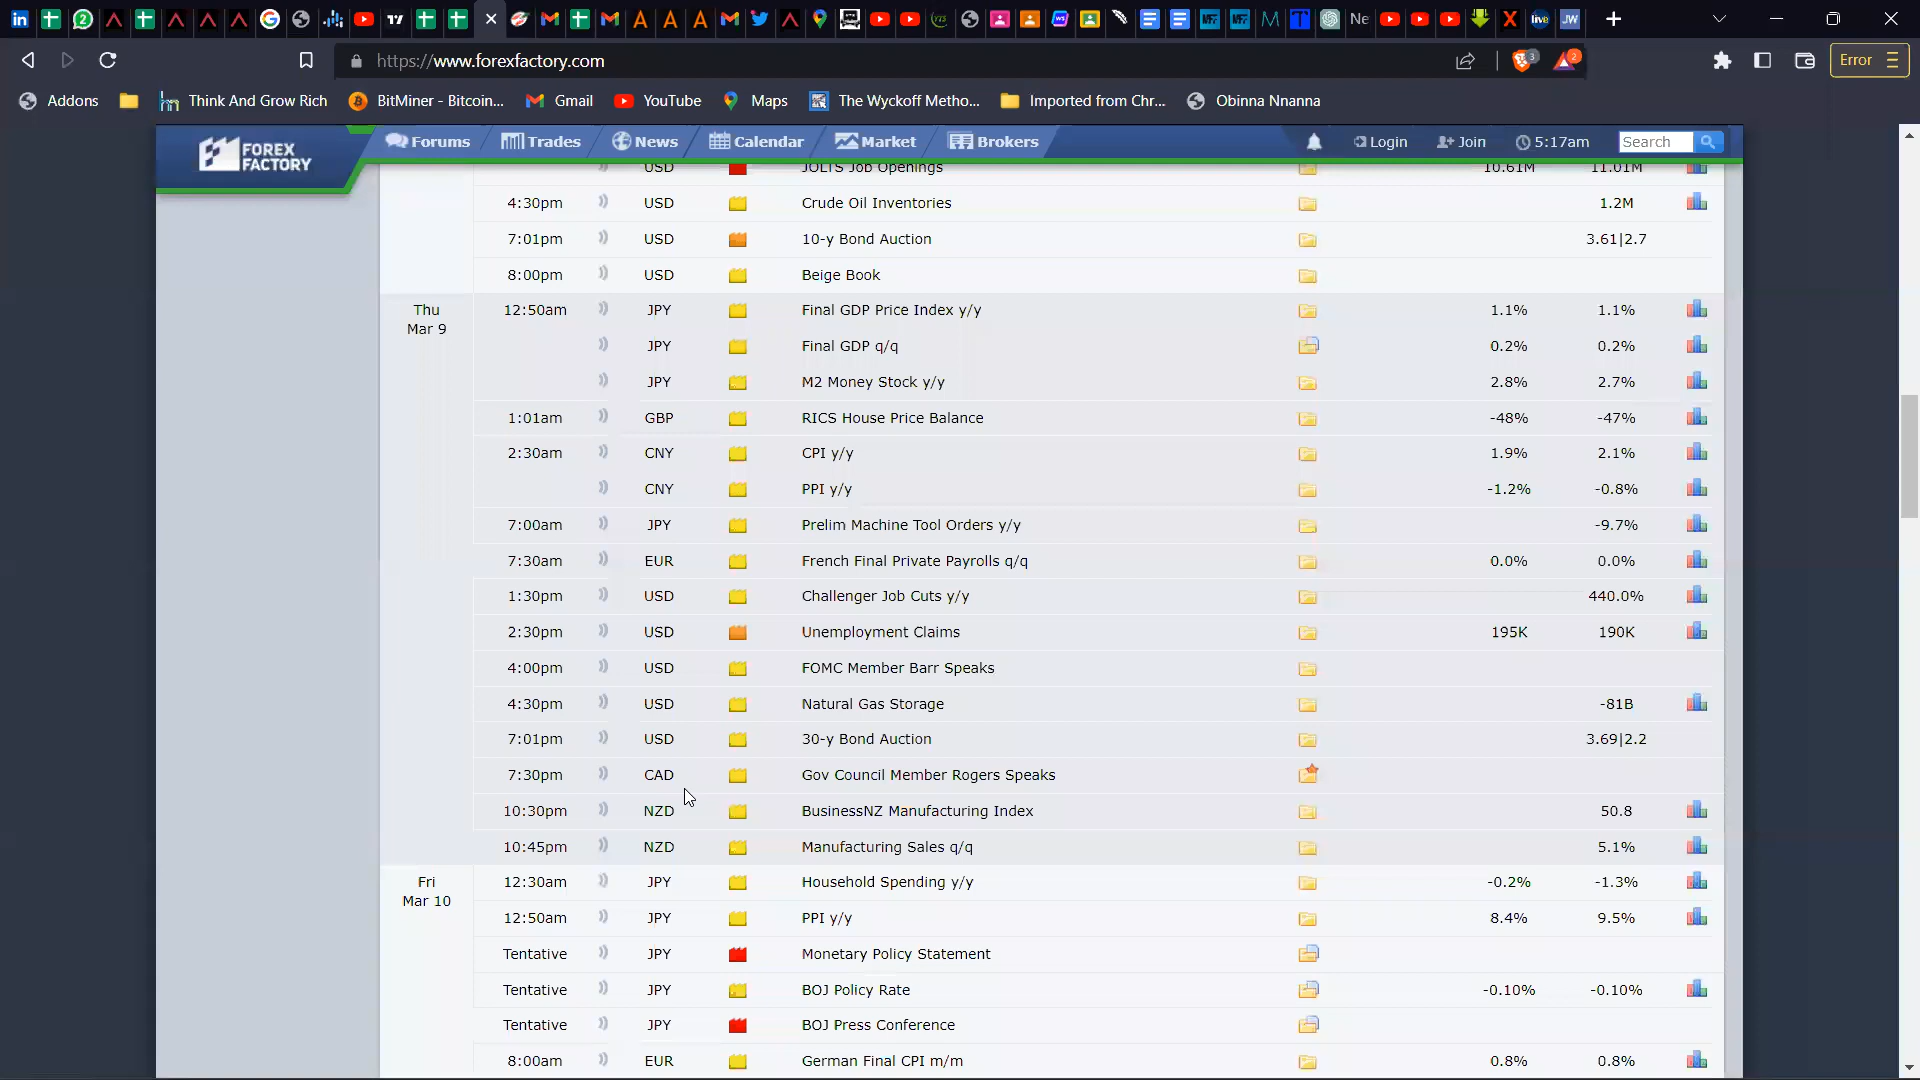 Ne
live
JW
https://www.forexfactory.com
3
2
Error
Addons
Think And Grow Rich
BitMiner - Bitcoin...
Gmail
YouTube
Maps
The Wyckoff Metho...
Imported from Chr...
Obinna Nnanna
FOREX FACTORY
Forums
Trades
News
Calendar
Market
Brokers
Login
Join
5:17am
Search
USD JOLTS Job Openings 10.61M 11.01M
4:30pm USD Crude Oil Inventories 1.2M
7:01pm USD 10-y Bond Auction 3.61|2.7
8:00pm USD Beige Book
Thu Mar 9 12:50am JPY Final GDP Price Index y/y 1.1% 1.1%
JPY Final GDP q/q 0.2% 0.2%
JPY M2 Money Stock y/y 2.8% 2.7%
1:01am GBP RICS House Price Balance -48% -47%
2:30am CNY CPI y/y 1.9% 2.1%
CNY PPI y/y -1.2% -0.8%
7:00am JPY Prelim Machine Tool Orders y/y -9.7%
7:30am EUR French Final Private Payrolls q/q 0.0% 0.0%
1:30pm USD Challenger Job Cuts y/y 440.0%
2:30pm USD Unemployment Claims 195K 190K
4:00pm USD FOMC Member Barr Speaks
4:30pm USD Natural Gas Storage -81B
7:01pm USD 30-y Bond Auction 3.69|2.2
7:30pm CAD Gov Council Member Rogers Speaks
10:30pm NZD BusinessNZ Manufacturing Index 50.8
10:45pm NZD Manufacturing Sales q/q 5.1%
Fri Mar 10 12:30am JPY Household Spending y/y -0.2% -1.3%
12:50am JPY PPI y/y 8.4% 9.5%
Tentative JPY Monetary Policy Statement
Tentative JPY BOJ Policy Rate -0.10% -0.10%
Tentative JPY BOJ Press Conference
8:00am EUR German Final CPI m/m 0.8% 0.8%